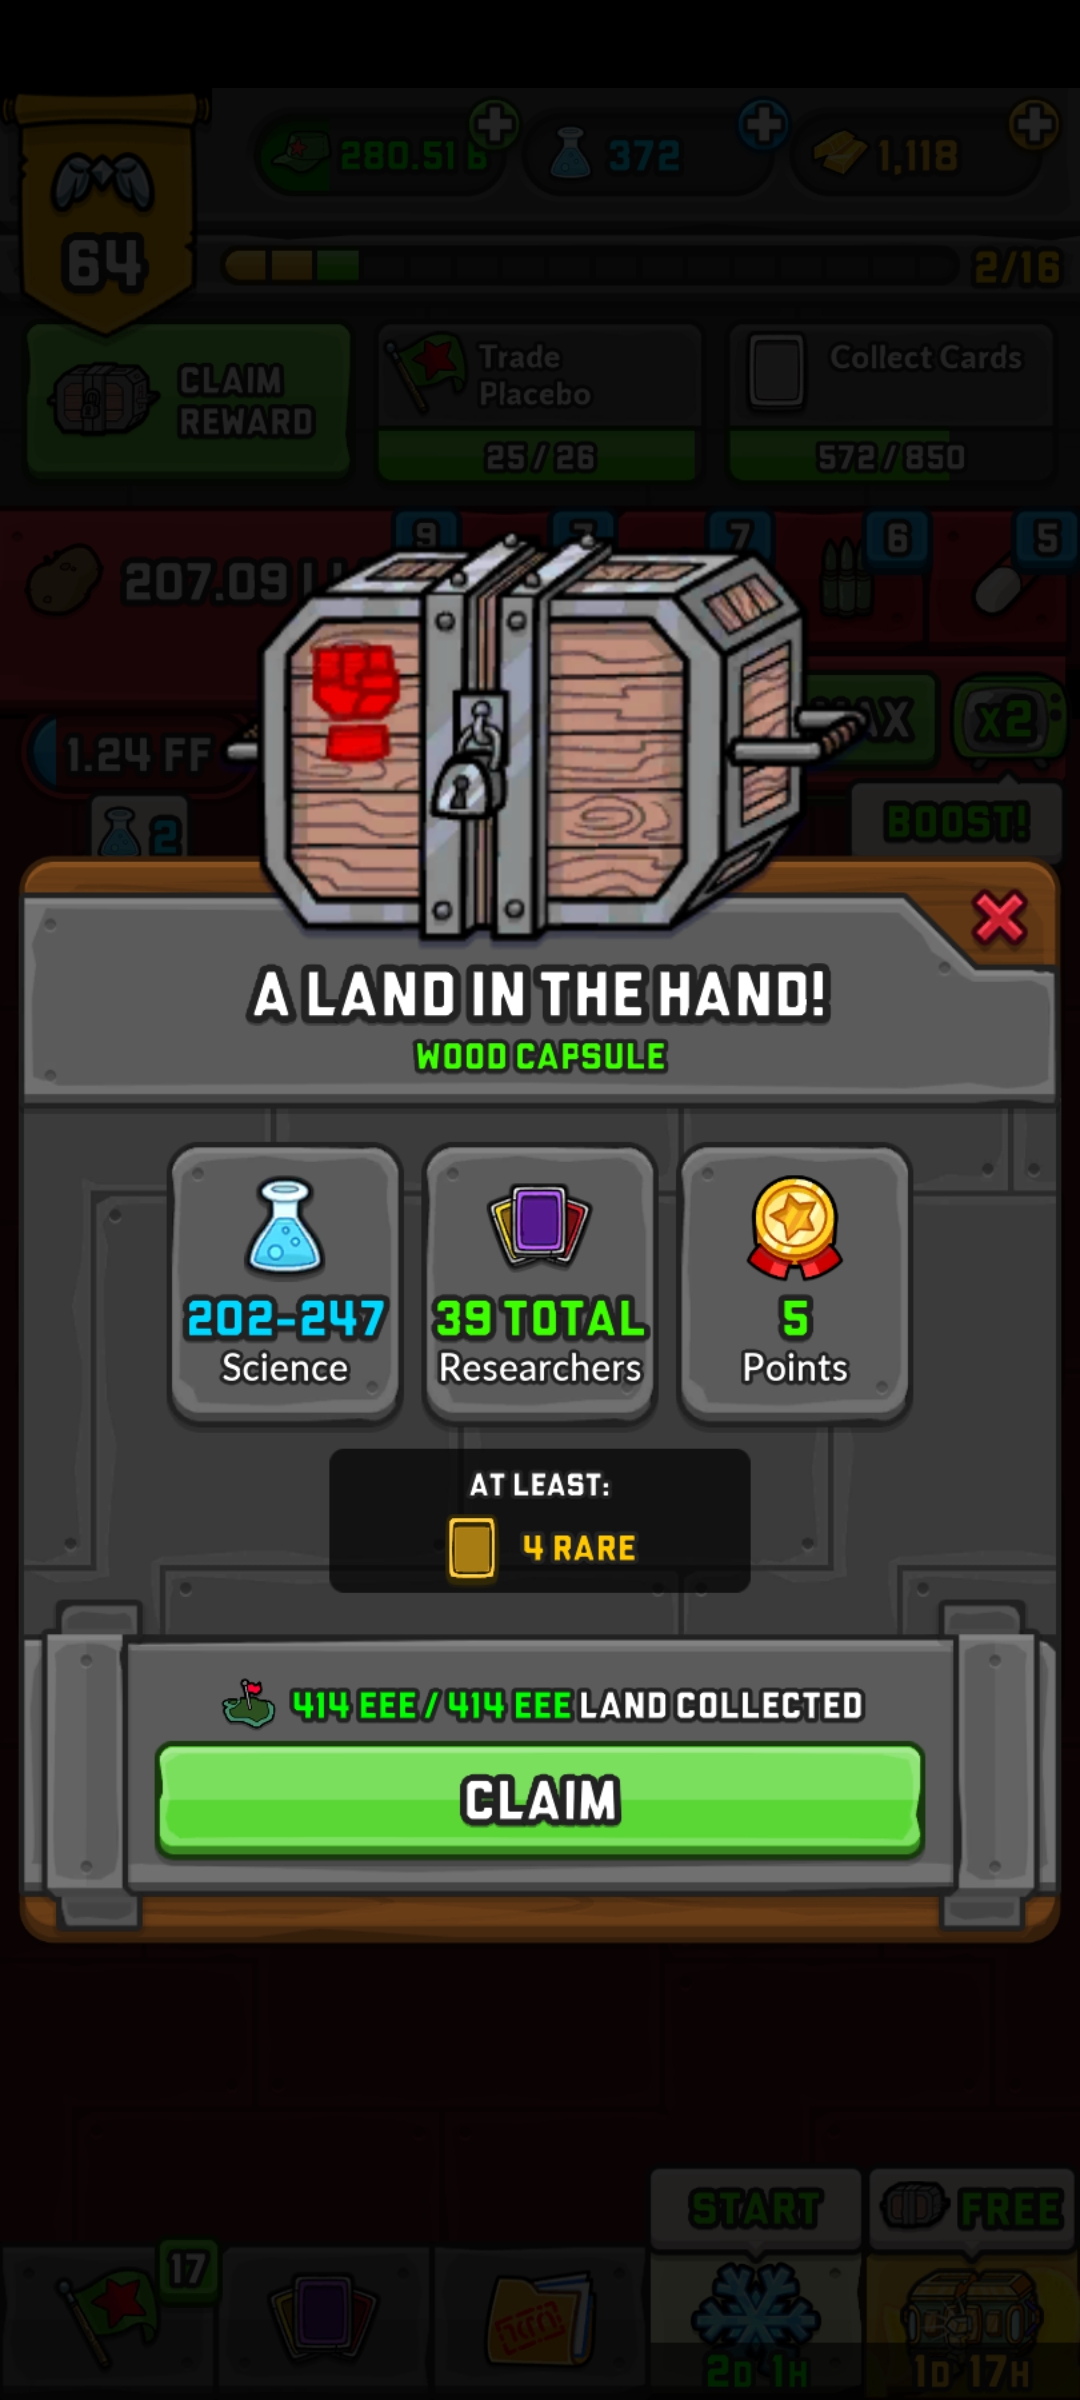 280.51 B
372
1,118
64
2/16
CLAIM
REWARD
Trade
Placebo
25/26
Collect Cards
572/850
207.09
9
7
7
6
5
1.24 FF
2
x2
BOOST!
A LAND IN THE HAND!
WOOD CAPSULE
202-247
Science
39 TOTAL
Researchers
5
Points
AT LEAST:
4 RARE
414 EEE / 414 EEE LAND COLLECTED
CLAIM
START
FREE
17
2D 1H
1D 17H